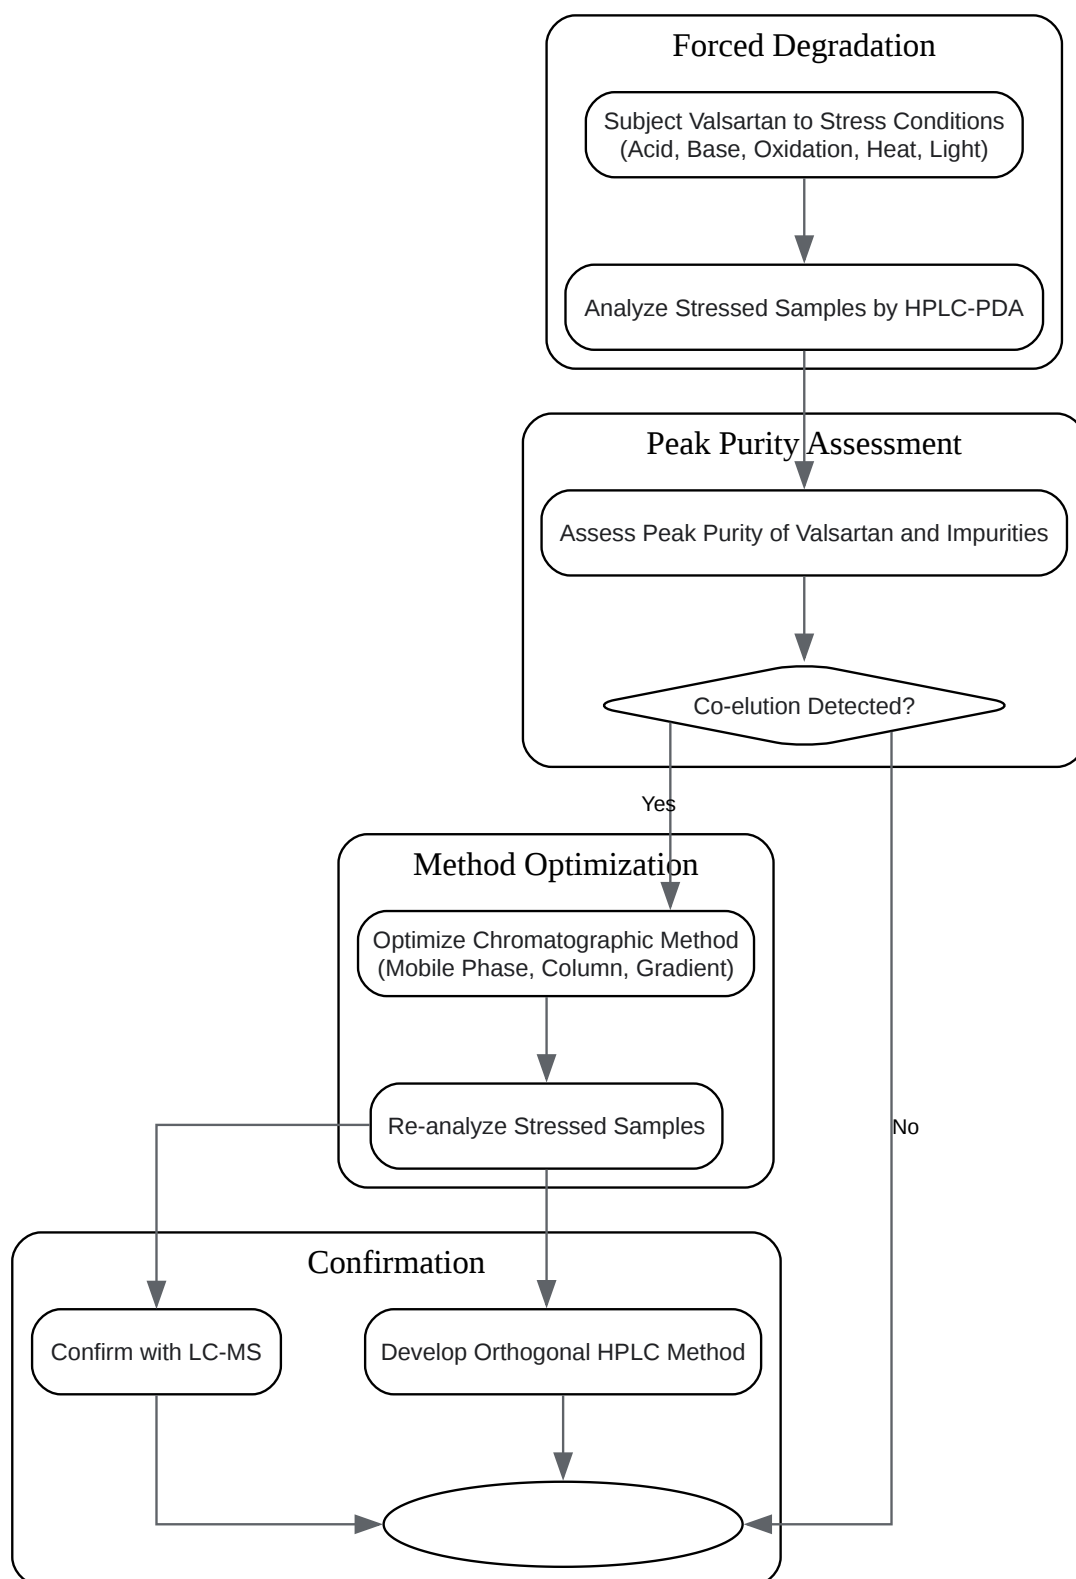 Forced Degradation
Subject Valsartan to Stress Conditions
(Acid, Base, Oxidation, Heat, Light)
Analyze Stressed Samples by HPLC-PDA
Peak Purity Assessment
Assess Peak Purity of Valsartan and Impurities
Co-elution Detected?
Yes
Method Optimization
Optimize Chromatographic Method
(Mobile Phase, Column, Gradient)
Re-analyze Stressed Samples
No
Confirmation
Confirm with LC-MS
Develop Orthogonal HPLC Method